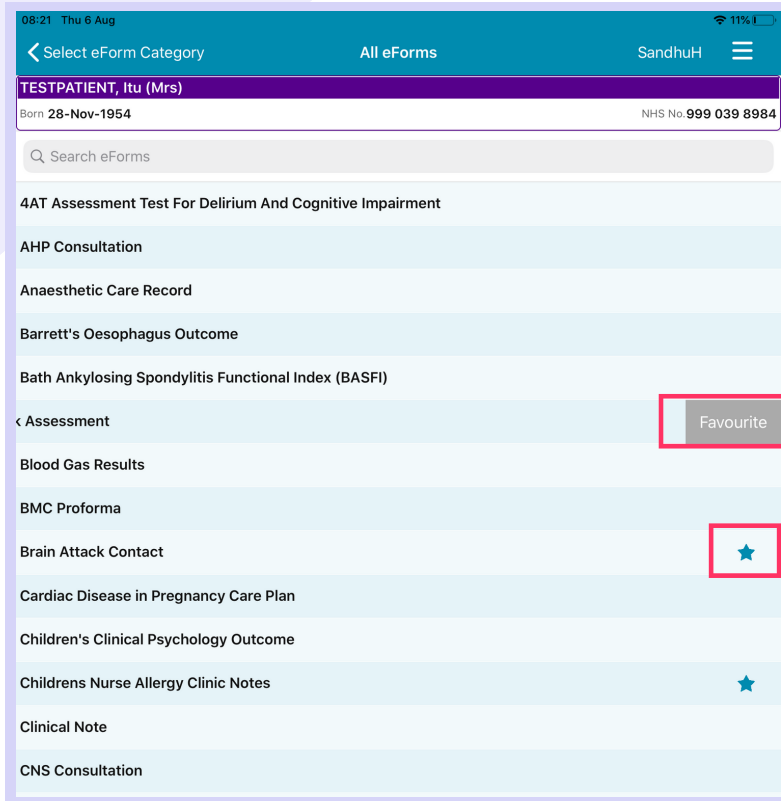 08:21 Thu 6 Aug 11%
Select eForm Category All eForms SandhuH
TESTPATIENT, Itu (Mrs)
Born 28-Nov-1954 NHS No. 999 039 8984
Search eForms
4AT Assessment Test For Delirium And Cognitive Impairment
AHP Consultation
Anaesthetic Care Record
Barrett's Oesophagus Outcome
Bath Ankylosing Spondylitis Functional Index (BASFI)
Assessment Favourite
Blood Gas Results
BMC Proforma
Brain Attack Contact
Cardiac Disease in Pregnancy Care Plan
Children's Clinical Psychology Outcome
Childrens Nurse Allergy Clinic Notes
Clinical Note
CNS Consultation